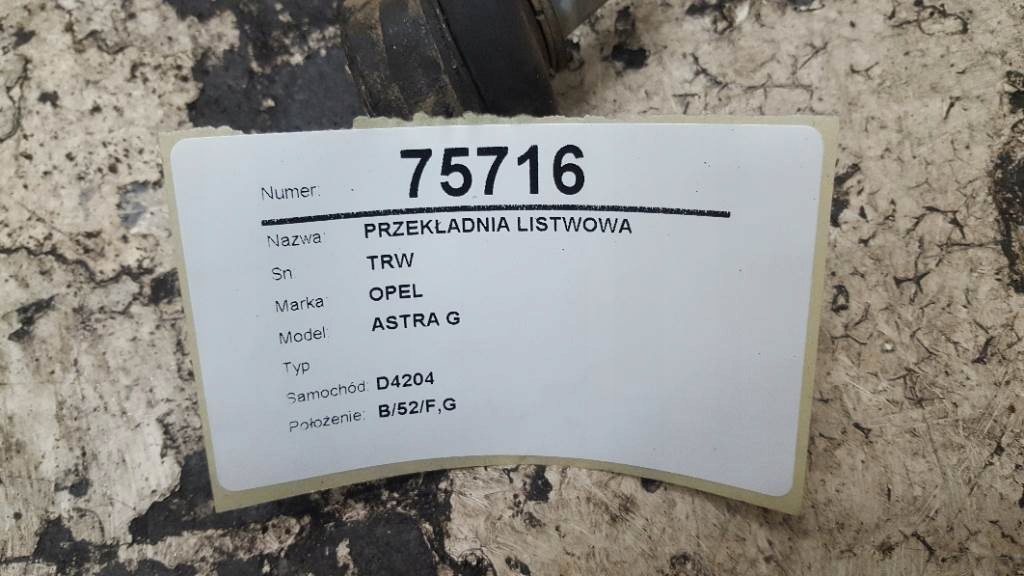 Numer: 75716
Nazwa: PRZEKŁADNIA LISTWOWA
Sn: TRW
Marka: OPEL
Model: ASTRA G
Typ
Samochód: D4204
Położenie: B/52/F,G